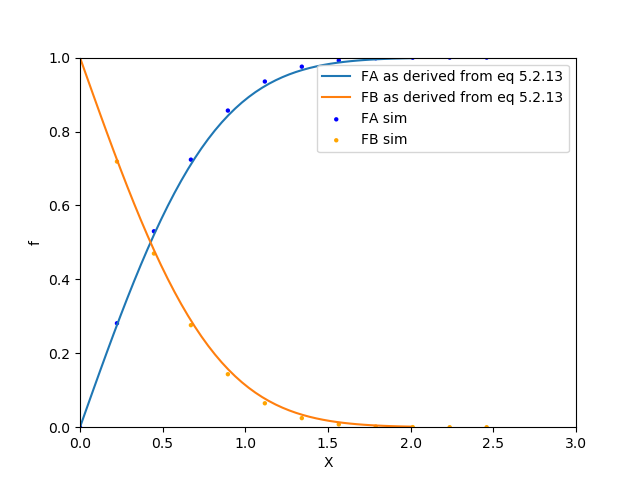 1.0
0.8
0.6
0.4
0.2
0.0
f
0.0 0.5 1.0 1.5 2.0 2.5 3.0
X
FA as derived from eq 5.2.13
FB as derived from eq 5.2.13
FA sim
FB sim